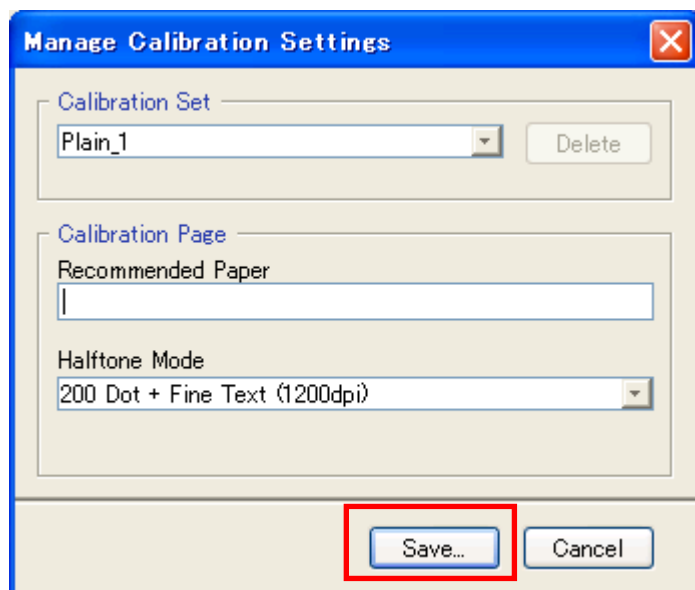 Manage Calibration Settings
Calibration Set
Plain_1
Delete
Calibration Page
Recommended Paper
Halftone Mode
200 Dot + Fine Text (1200dpi)
Save...
Cancel